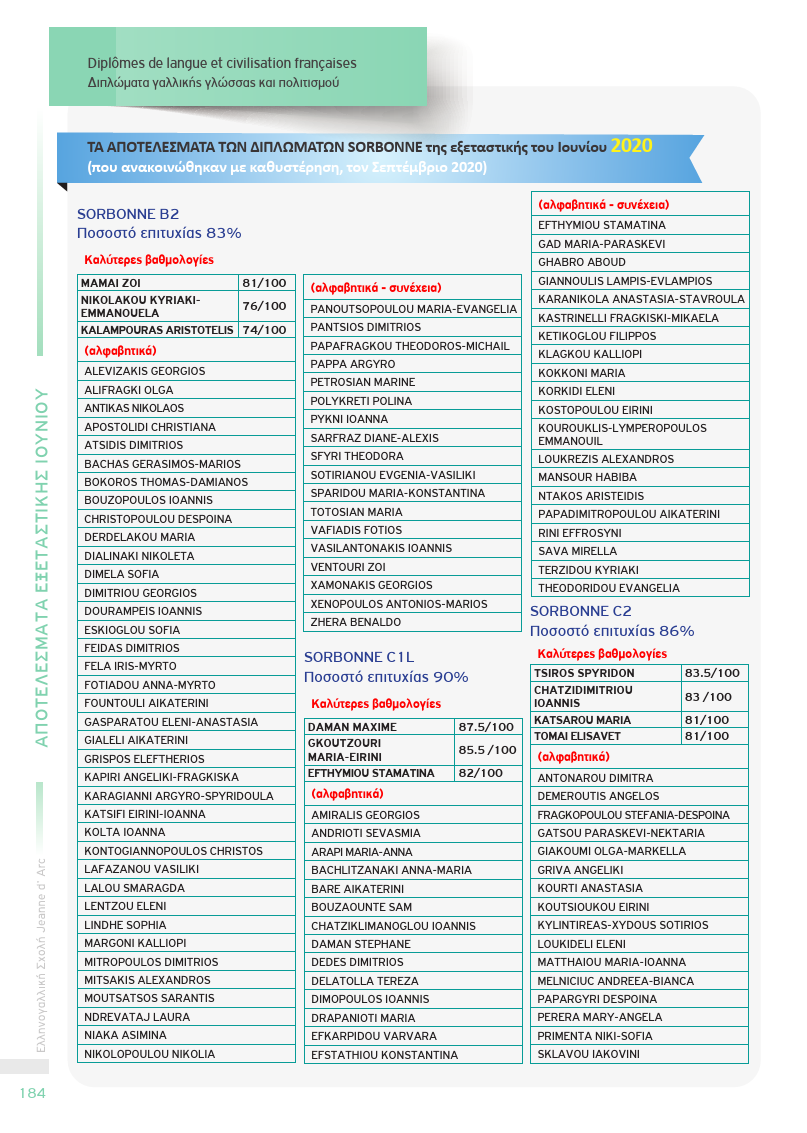 Diplômes de langue et civilisation françaises
Διπλώματα γαλλικής γλώσσας και πολιτισμού
ΤΑ ΑΠΟΤΕΛΕΣΜΑΤΑ ΤΩΝ ΔΙΠΛΩΜΑΤΩΝ SORBONNE της εξεταστικής του Ιουνίου 2020
(που ανακοινώθηκαν με καθυστέρηση, τον Σεπτέμβριο 2020)
SORBONNE B2
Ποσοστό επιτυχίας 83%
Καλύτερες βαθμολογίες
MAMAI ZOI 81/100
NIKOLAKOU KYRIAKI-
EMMANOUELA 76/100
KALAMPOURAS ARISTOTELIS 74/100
(αλφαβητικά)
ALEVIZAKIS GEORGIOS
ALIFRAGKI OLGA
ANTIKAS NIKOLAOS
APOSTOLIDI CHRISTIANA
ATSIDIS DIMITRIOS
BACHAS GERASIMOS-MARIOS
BOKOROS THOMAS-DAMIANOS
BOUZOPOULOS IOANNIS
CHRISTOPOULOU DESPOINA
DERDELAKOU MARIA
DIALINAKI NIKOLETA
DIMELA SOFIA
DIMITRIOU GEORGIOS
DOURAMPEIS IOANNIS
ESKIOGLOU SOFIA
FEIDAS DIMITRIOS
FELA IRIS-MYRTO
FOTIADOU ANNA-MYRTO
FOUNTOULI AIKATERINI
GASPARATOU ELENI-ANASTASIA
GIALELI AIKATERINI
GRISPOS ELEFTHERIOS
KAPIRI ANGELIKI-FRAGKISKA
KARAGIANNI ARGYRO-SPYRIDOULA
KATSIFI EIRINI-IOANNA
KOLTA IOANNA
KONTOGIANNOPOULOS CHRISTOS
LAFAZANOU VASILIKI
LALOU SMARAGDA
LENTZOU ELENI
LINDHE SOPHIA
MARGONI KALLIOPI
MITROPOULOS DIMITRIOS
MITSAKIS ALEXANDROS
MOUTSATSOS SARANTIS
NDREVATAJ LAURA
NIAKA ASIMINA
NIKOLOPOULOU NIKOLIA
(αλφαβητικά - συνέχεια)
PANOUTSOPOULOU MARIA-EVANGELIA
PANTSIOS DIMITRIOS
PAPAFRAGKOU THEODOROS-MICHAIL
PAPPA ARGYRO
PETROSIAN MARINE
POLYKRETI POLINA
PYKNI IOANNA
SARFRAZ DIANE-ALEXIS
SFYRI THEODORA
SOTIRIANOU EVGENIA-VASILIKI
SPARIDOU MARIA-KONSTANTINA
TOTOSIAN MARIA
VAFIADIS FOTIOS
VASILANTONAKIS IOANNIS
VENTOURI ZOI
XAMONAKIS GEORGIOS
XENOPOULOS ANTONIOS-MARIOS
ZHERA BENALDO
SORBONNE C1L
Ποσοστό επιτυχίας 90%
Καλύτερες βαθμολογίες
DAMAN MAXIME 87.5/100
GKOUTZOURI
MARIA-EIRINI 85.5 /100
EFTHYMIOU STAMATINA 82/100
(αλφαβητικά)
AMIRALIS GEORGIOS
ANDRIOTI SEVASMIA
ARAPI MARIA-ANNA
BACHLITZANAKI ANNA-MARIA
BARE AIKATERINI
BOUZAOUNTE SAM
CHATZIKLIMANOGLOU IOANNIS
DAMAN STEPHANE
DEDES DIMITRIOS
DELATOLLA TEREZA
DIMOPOULOS IOANNIS
DRAPANIOTI MARIA
EFKARPIDOU VARVARA
EFSTATHIOU KONSTANTINA
(αλφαβητικά - συνέχεια)
EFTHYMIOU STAMATINA
GAD MARIA-PARASKEVI
GHABRO ABOUD
GIANNOULIS LAMPIS-EVLAMPIOS
KARANIKOLA ANASTASIA-STAVROULA
KASTRINELLI FRAGKISKI-MIKAELA
KETIKOGLOU FILIPPOS
KLAGKOU KALLIOPI
KOKKONI MARIA
KORKIDI ELENI
KOSTOPOULOU EIRINI
KOUROUKLIS-LYMPEROPOULOS
EMMANOUIL
LOUKREZIS ALEXANDROS
MANSOUR HABIBA
NTAKOS ARISTEIDIS
PAPADIMITROPOULOU AIKATERINI
RINI EFFROSYNI
SAVA MIRELLA
TERZIDOU KYRIAKI
THEODORIDOU EVANGELIA
SORBONNE C2
Ποσοστό επιτυχίας 86%
Καλύτερες βαθμολογίες
TSIROS SPYRIDON 83.5/100
CHATZIDIMITRIOU
IOANNIS 83 /100
KATSAROU MARIA 81/100
TOMAI ELISAVET 81/100
(αλφαβητικά)
ANTONAROU DIMITRA
DEMEROUTIS ANGELOS
FRAGKOPOULOU STEFANIA-DESPOINA
GATSOU PARASKEVI-NEKTARIA
GIAKOUMI OLGA-MARKELLA
GRIVA ANGELIKI
KOURTI ANASTASIA
KOUTSIOUKOU EIRINI
KYLINTIREAS-XYDOUS SOTIRIOS
LOUKIDELI ELENI
MATTHAIOU MARIA-IOANNA
MELNICIUC ANDREEA-BIANCA
PAPARGYRI DESPOINA
PERERA MARY-ANGELA
PRIMENTA NIKI-SOFIA
SKLAVOU IAKOVINI
ΑΠΟΤΕΛΕΣΜΑΤΑ ΕΞΕΤΑΣΤΙΚΗΣ ΙΟΥΝΙΟΥ
Ελληνογαλλική Σχολή Jeanne d' Arc
184